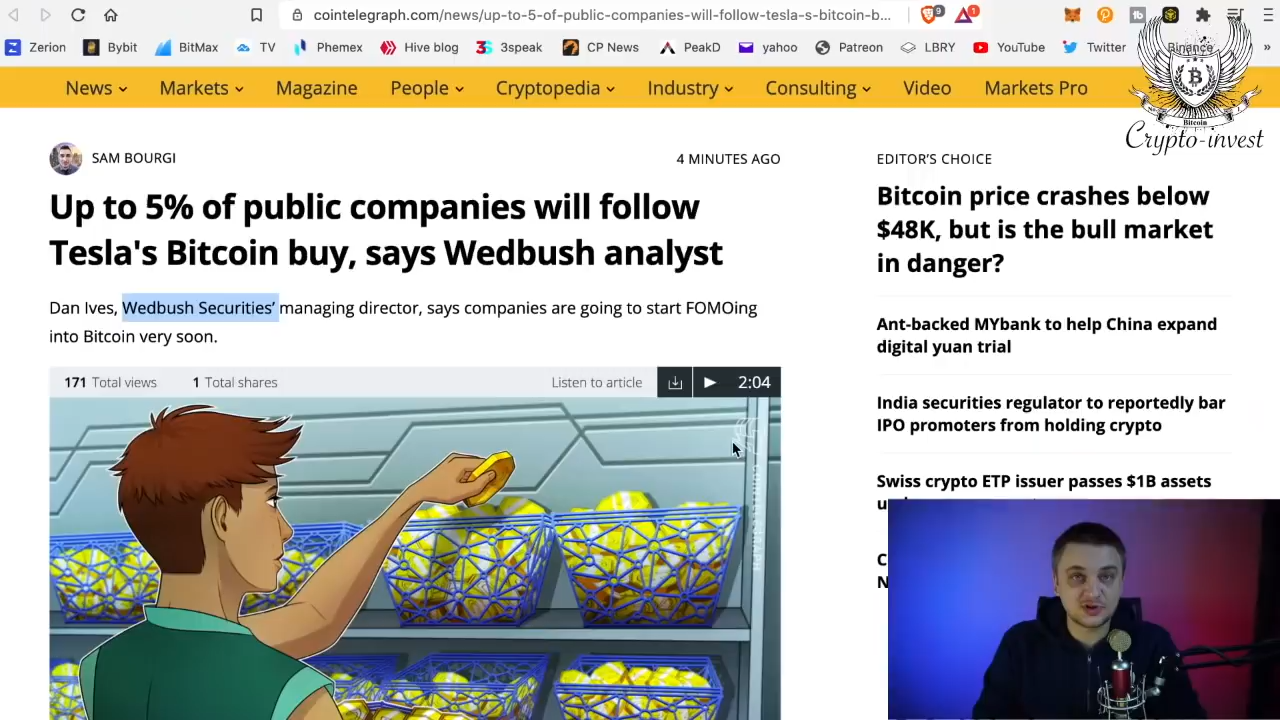 cointelegraph.com/news/up-to-5-of-public-companies-will-follow-tesla-s-bitcoin-b...
9
1
Zerion
Bybit
BitMax
TV
Phemex
Hive blog
3speak
CP News
PeakD
yahoo
Patreon
LBRY
YouTube
Twitter
Binance
»
News
Markets
Magazine
People
Cryptopedia
Industry
Consulting
Video
Markets Pro
Bitcoin
Crypto-invest
SAM BOURGI
4 MINUTES AGO
Up to 5% of public companies will follow
Tesla's Bitcoin buy, says Wedbush analyst
Dan Ives, Wedbush Securities’ managing director, says companies are going to start FOMOing
into Bitcoin very soon.
171 Total views
1 Total shares
Listen to article
2:04
COINTELEGRAPH
EDITOR’S CHOICE
Bitcoin price crashes below
$48K, but is the bull market
in danger?
Ant-backed MYbank to help China expand
digital yuan trial
India securities regulator to reportedly bar
IPO promoters from holding crypto
Swiss crypto ETP issuer passes $1B assets